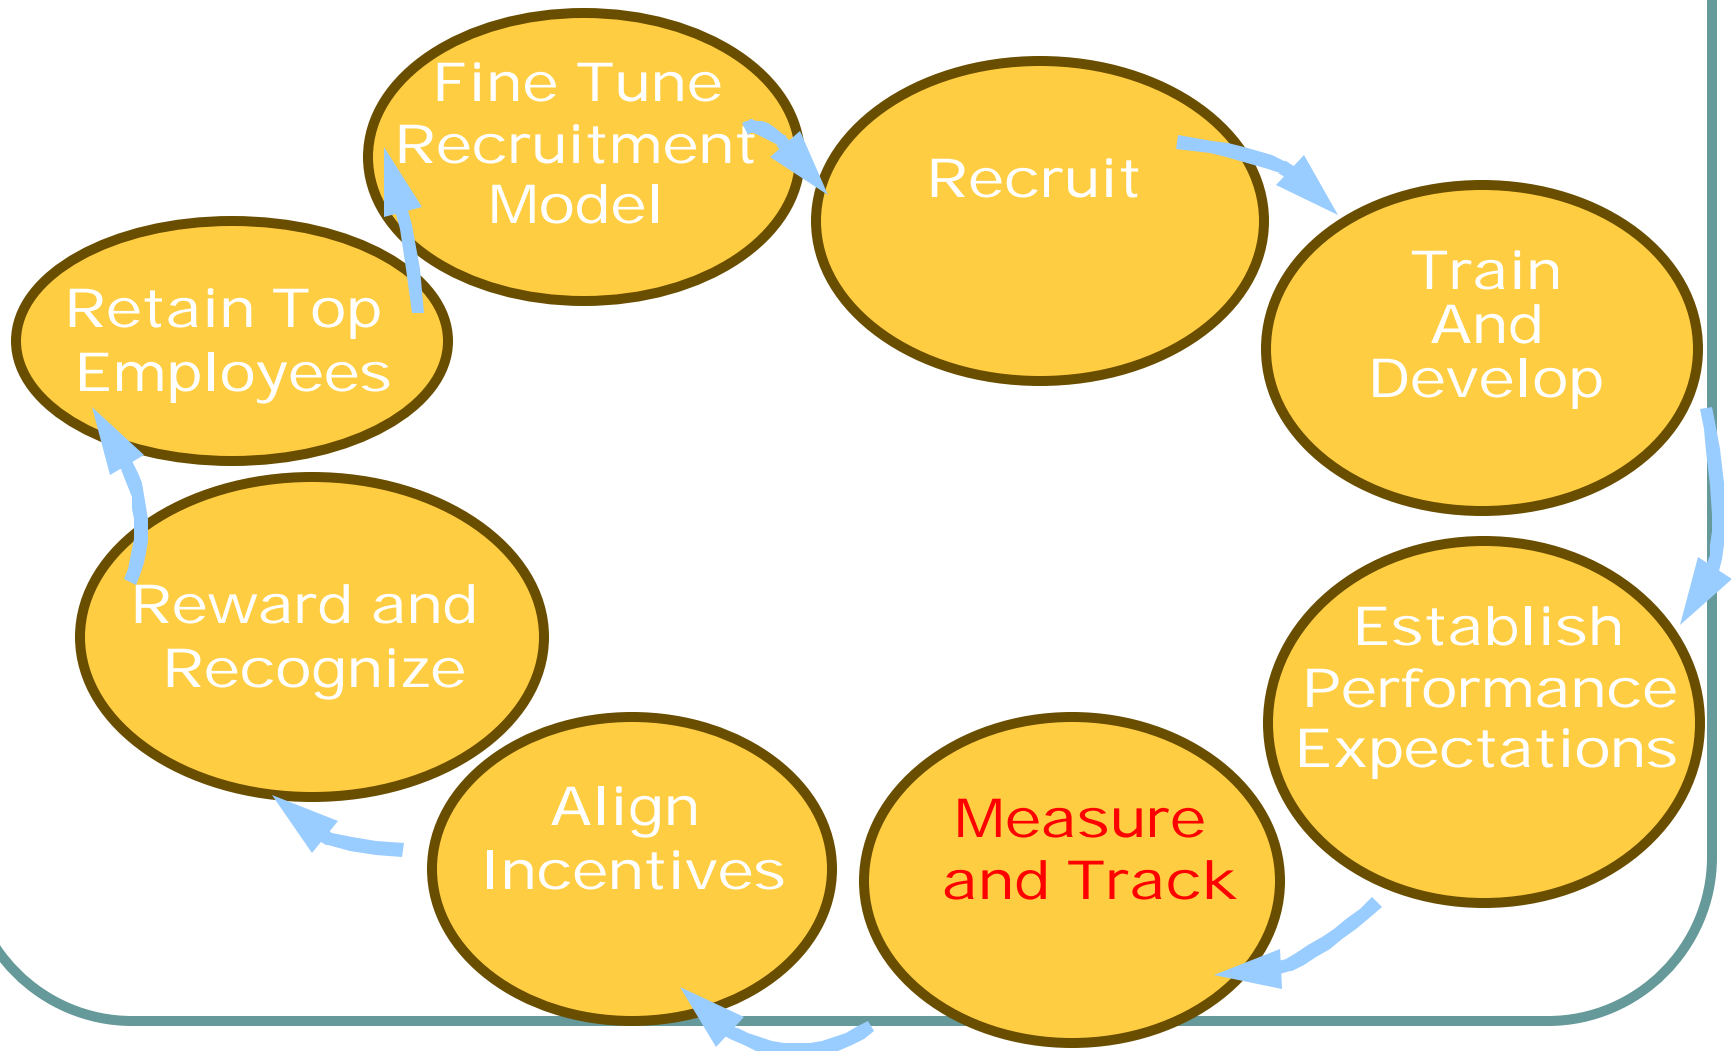 Fine Tune
Recruitment
Model
Recruit
Train
And
Develop
Establish
Performance
Expectations
Measure
and Track
Align
Incentives
Reward and
Recognize
Retain Top
Employees